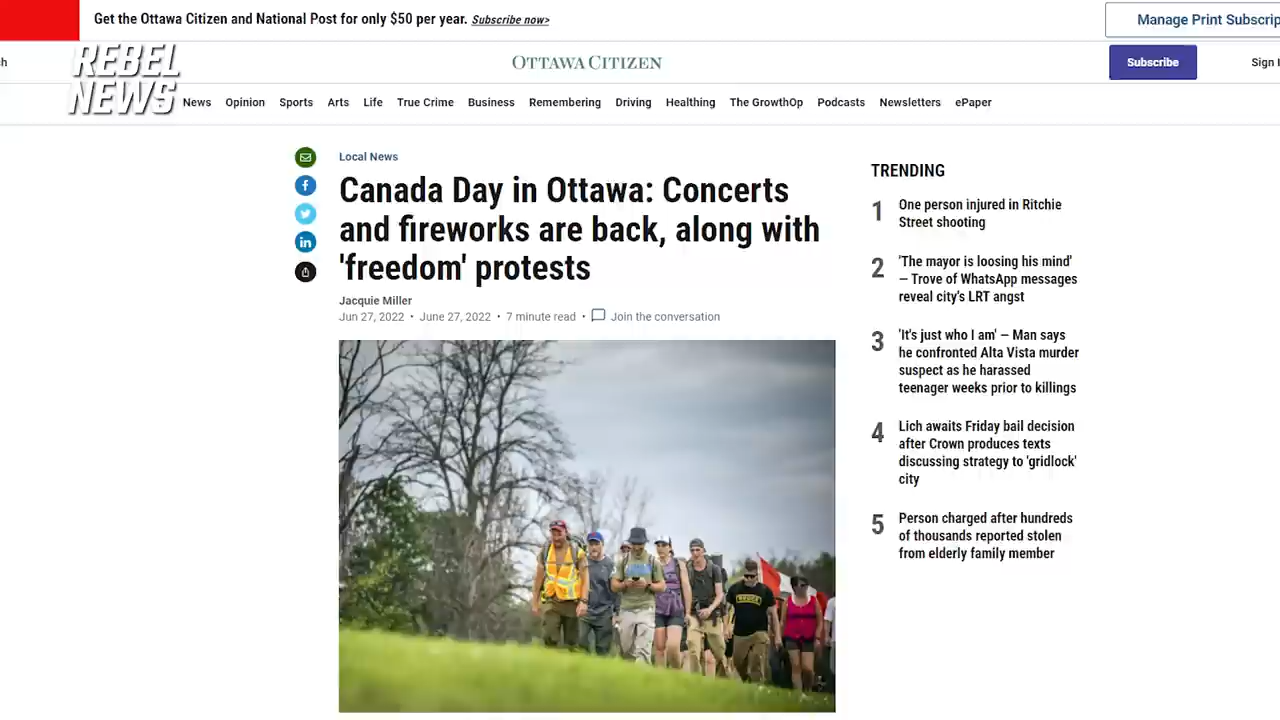 Get the Ottawa Citizen and National Post for only $50 per year. Subscribe now>
Manage Print Subscrip
REBEL
NEWS
h
OTTAWA CITIZEN
Subscribe
Sign I
News Opinion Sports Arts Life True Crime Business Remembering Driving Healthing The GrowthOp Podcasts Newsletters ePaper
Local News
Canada Day in Ottawa: Concerts
and fireworks are back, along with
'freedom' protests
Jacquie Miller
Jun 27, 2022 • June 27, 2022 • 7 minute read • Join the conversation
TRENDING
1 One person injured in Ritchie
Street shooting
2 'The mayor is loosing his mind'
– Trove of WhatsApp messages
reveal city's LRT angst
3 'It's just who I am' – Man says
he confronted Alta Vista murder
suspect as he harassed
teenager weeks prior to killings
4 Lich awaits Friday bail decision
after Crown produces texts
discussing strategy to 'gridlock'
city
5 Person charged after hundreds
of thousands reported stolen
from elderly family member